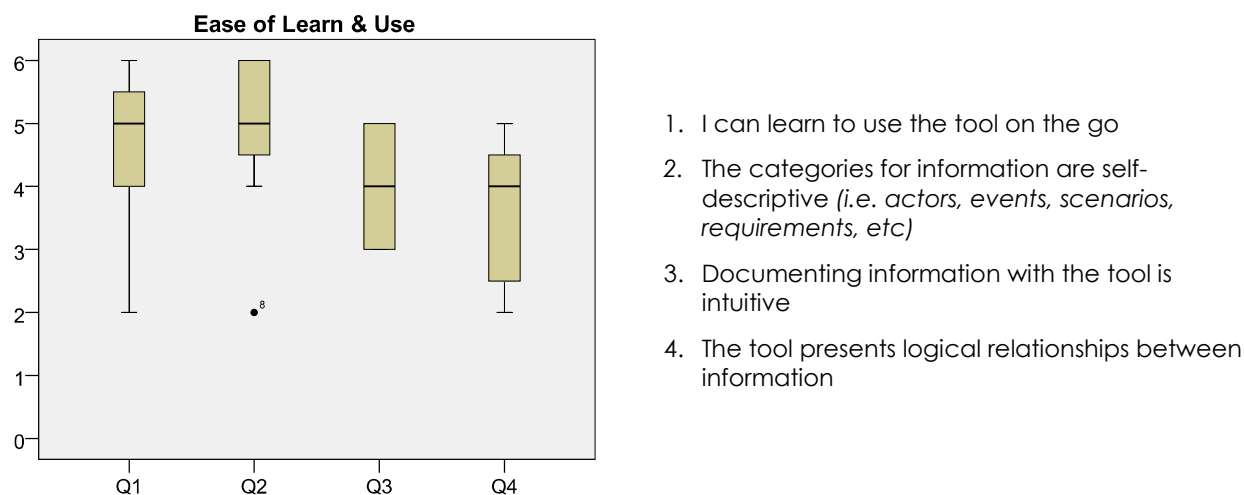 Ease of Learn & Use
6
5
4
3
2
1
0
8
Q1 Q2 Q3 Q4
1. I can learn to use the tool on the go
2. The categories for information are self-
descriptive (i.e. actors, events, scenarios,
requirements, etc)
3. Documenting information with the tool is
intuitive
4. The tool presents logical relationships between
information